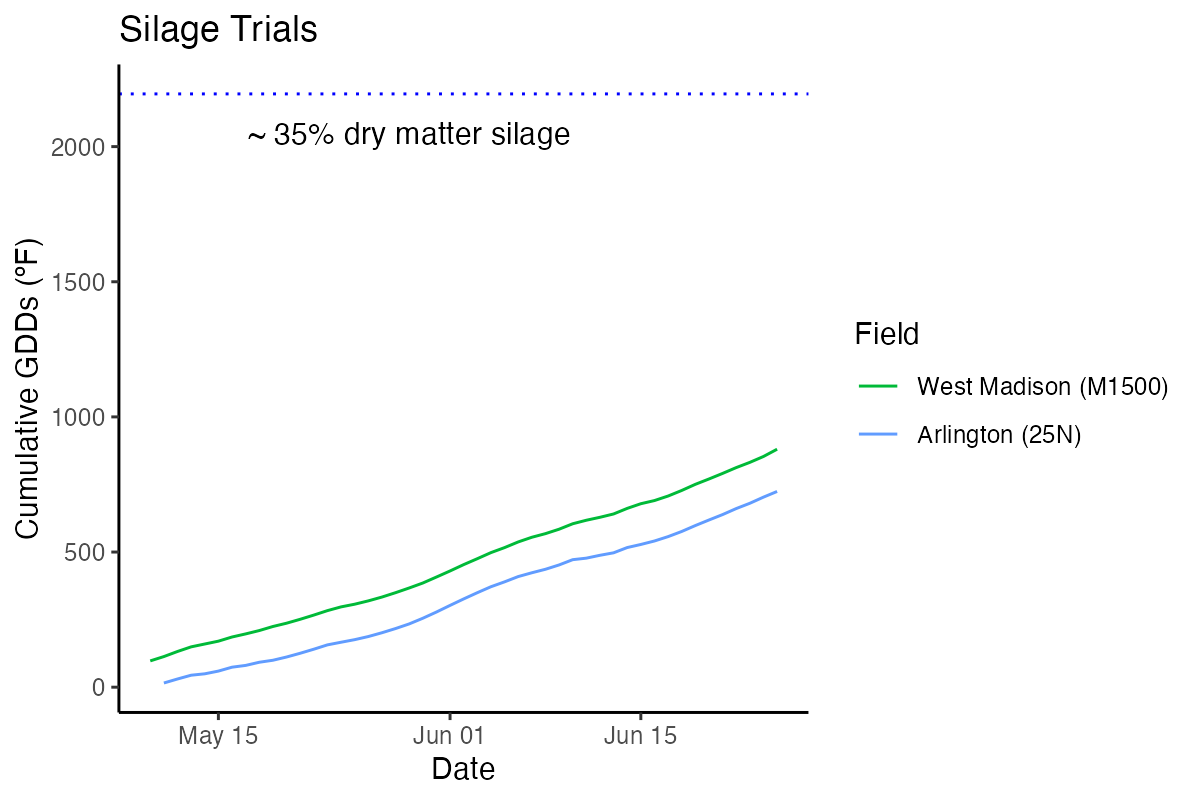 Silage Trials
~ 35% dry matter silage
2000
1500
1000
500
0
Cumulative GDDs (°F)
May 15
Jun 01
Jun 15
Date
Field
West Madison (M1500)
Arlington (25N)